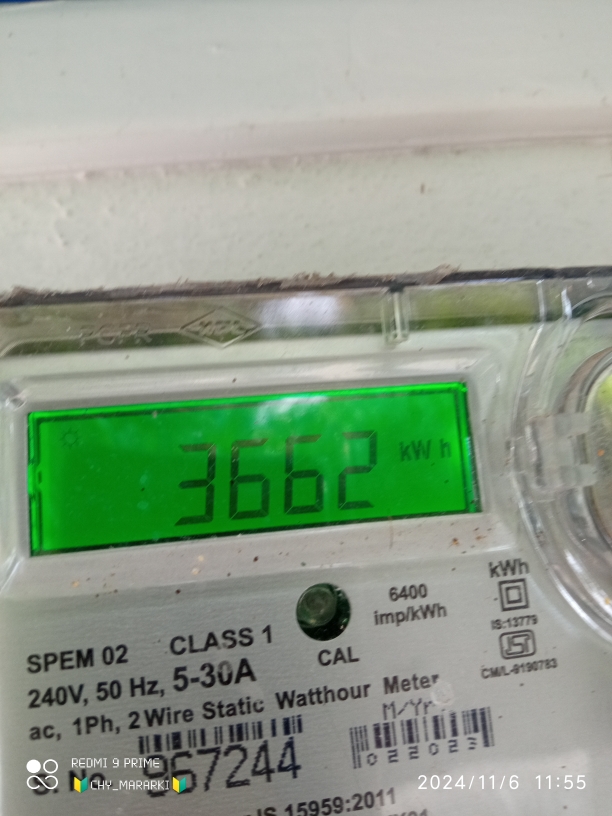 3662 kWh
kWh
6400
imp/kWh
IS:13779
CM/L-9190783
SPEM 02 CLASS 1
CAL
240V, 50 Hz, 5-30A
ac, 1Ph, 2 Wire Static Watthour Meter
M/Yr
967244
IS 15959:2011
REDMI 9 PRIME
CHY_MARARKI
2024/11/6 11:55